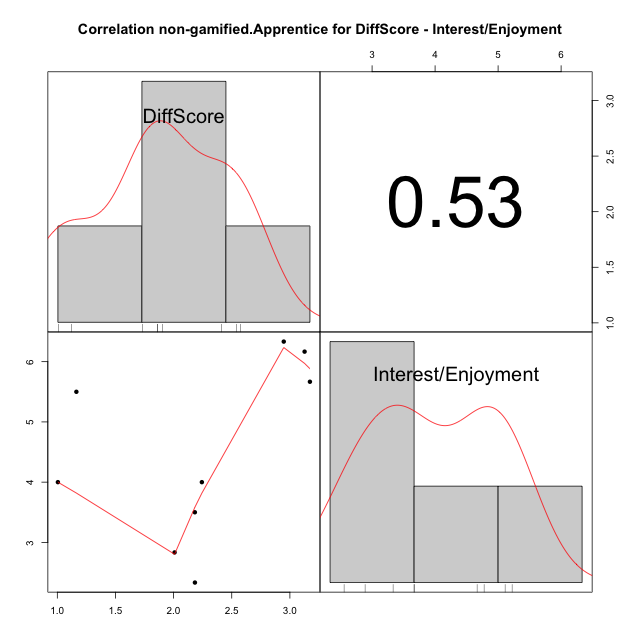 Correlation non-gamified.Apprentice for DiffScore - Interest/Enjoyment
3 4 5 6
DiffScore
0.53
3.0
2.5
2.0
1.5
1.0
Interest/Enjoyment
6
5
4
3
1.0 1.5 2.0 2.5 3.0